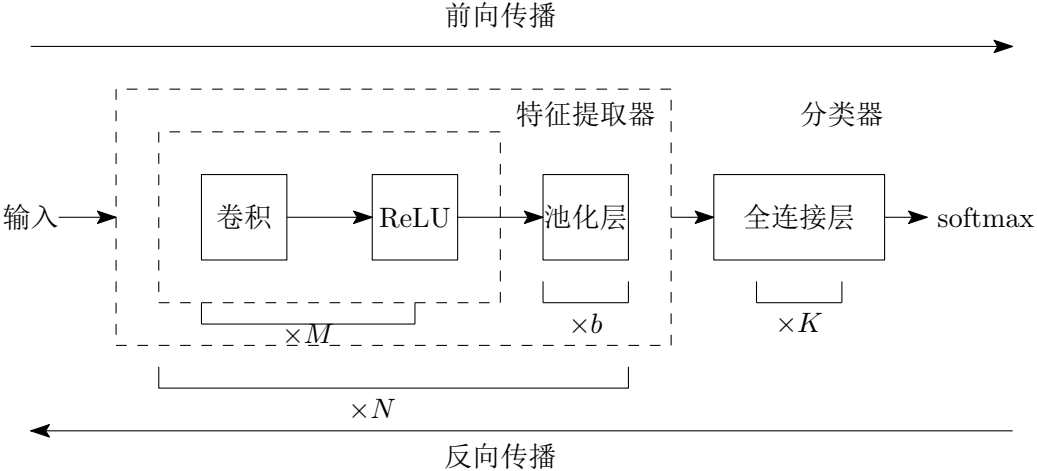 前向传播
特征提取器
分类器
输入
卷积
ReLU
池化层
全连接层
softmax
×M
×b
×K
×N
反向传播